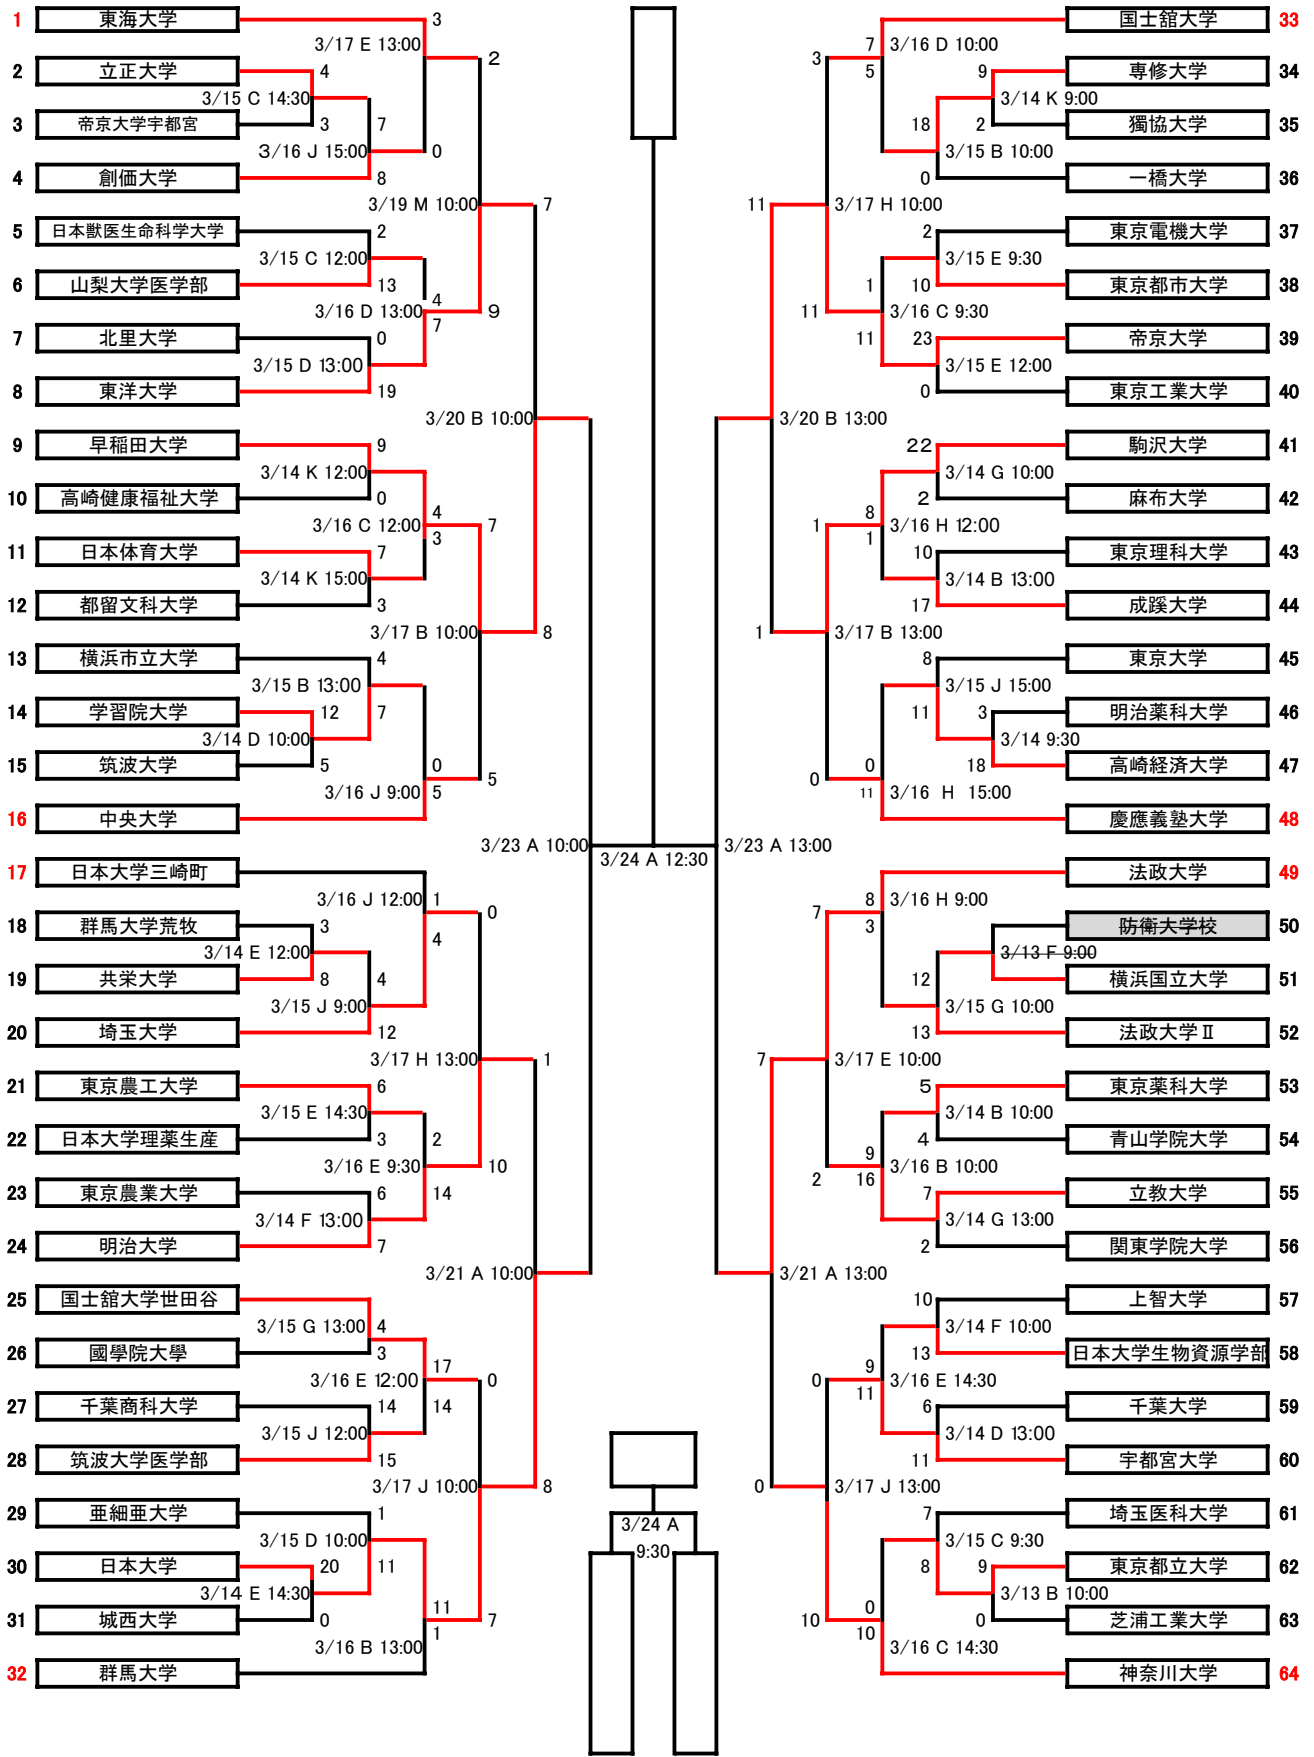 1 東海大学 3
3/17 E 13:00 2
2 立正大学 4
3/15 C 14:30
3 帝京大学宇都宮 3 7
3/16 J 15:00 0
4 創価大学 8
3/19 M 10:00 7
5 日本獣医生命科学大学 2
3/15 C 12:00
6 山梨大学医学部 13 4
3/16 D 13:00 7 9
7 北里大学 0
3/15 D 13:00
8 東洋大学 19
3/20 B 10:00
9 早稲田大学 9
3/14 K 12:00
10 高崎健康福祉大学 0 4
3/16 C 12:00 3 7
11 日本体育大学 7
3/14 K 15:00
12 都留文科大学 3
3/17 B 10:00 8
13 横浜市立大学 4
3/15 B 13:00
14 学習院大学 12 7
3/14 D 10:00
15 筑波大学 5 0
3/16 J 9:00 5 5
16 中央大学
3/23 A 10:00
17 日本大学三崎町
3/16 J 12:00 1 0
18 群馬大学荒牧 3 4
3/14 E 12:00
19 共栄大学 8 4
3/15 J 9:00
20 埼玉大学 12
3/17 H 13:00 1
21 東京農工大学 6
3/15 E 14:30
22 日本大学理薬生産 3 2
3/16 E 9:30 10
23 東京農業大学 6 14
3/14 F 13:00
24 明治大学 7
3/21 A 10:00
25 国士舘大学世田谷
3/15 G 13:00 4
26 國學院大學 3 17
3/16 E 12:00 0
27 千葉商科大学 14 14
3/15 J 12:00
28 筑波大学医学部 15
3/17 J 10:00 8
29 亜細亜大学 1
3/15 D 10:00
30 日本大学 20 11
3/14 E 14:30
31 城西大学 0 11 7
3/16 B 13:00 1
32 群馬大学
3/24 A 12:30
3/24 A
9:30
国士舘大学 33
3 7 3/16 D 10:00
5 9 専修大学 34
3/14 K 9:00
18 2 獨協大学 35
3/15 B 10:00
0 一橋大学 36
11 3/17 H 10:00
2 東京電機大学 37
3/15 E 9:30
1 10 東京都市大学 38
11 3/16 C 9:30
11 23 帝京大学 39
3/15 E 12:00
0 東京工業大学 40
3/20 B 13:00
22 駒沢大学 41
3/14 G 10:00
2 麻布大学 42
1 8 3/16 H 12:00
1 10 東京理科大学 43
3/14 B 13:00
17 成蹊大学 44
1 3/17 B 13:00
8 東京大学 45
3/15 J 15:00
11 3 明治薬科大学 46
3/14 9:30
0 18 高崎経済大学 47
0 11 3/16 H 15:00
慶應義塾大学 48
3/23 A 13:00
法政大学 49
7 8 3/16 H 9:00
3 防衛大学校 50
3/13 F 9:00
12 横浜国立大学 51
3/15 G 10:00
13 法政大学Ⅱ 52
7 3/17 E 10:00
5 東京薬科大学 53
3/14 B 10:00
4 青山学院大学 54
9 3/16 B 10:00
2 16 7 立教大学 55
3/14 G 13:00
2 関東学院大学 56
3/21 A 13:00
10 上智大学 57
3/14 F 10:00
13 日本大学生物資源学部 58
0 9 3/16 E 14:30
11 6 千葉大学 59
3/14 D 13:00
11 宇都宮大学 60
0 3/17 J 13:00
7 埼玉医科大学 61
3/15 C 9:30
8 9 東京都立大学 62
3/13 B 10:00
10 0 0 芝浦工業大学 63
10 3/16 C 14:30
神奈川大学 64